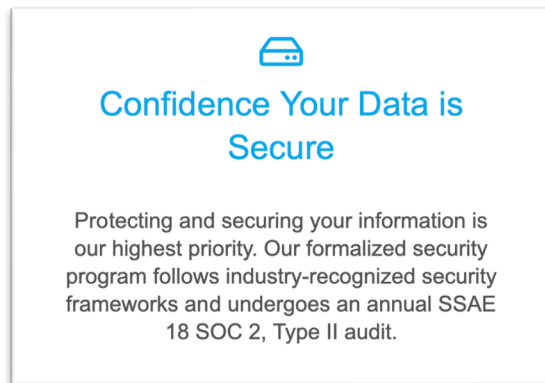 Confidence Your Data is
Secure
Protecting and securing your information is
our highest priority. Our formalized security
program follows industry-recognized security
frameworks and undergoes an annual SSAE
18 SOC 2, Type II audit.